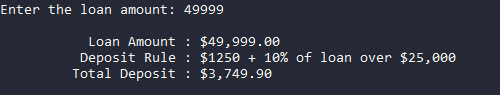 Enter the loan amount: 49999
Loan Amount : $49,999.00
Deposit Rule : $1250 + 10% of loan over $25,000
Total Deposit : $3,749.90